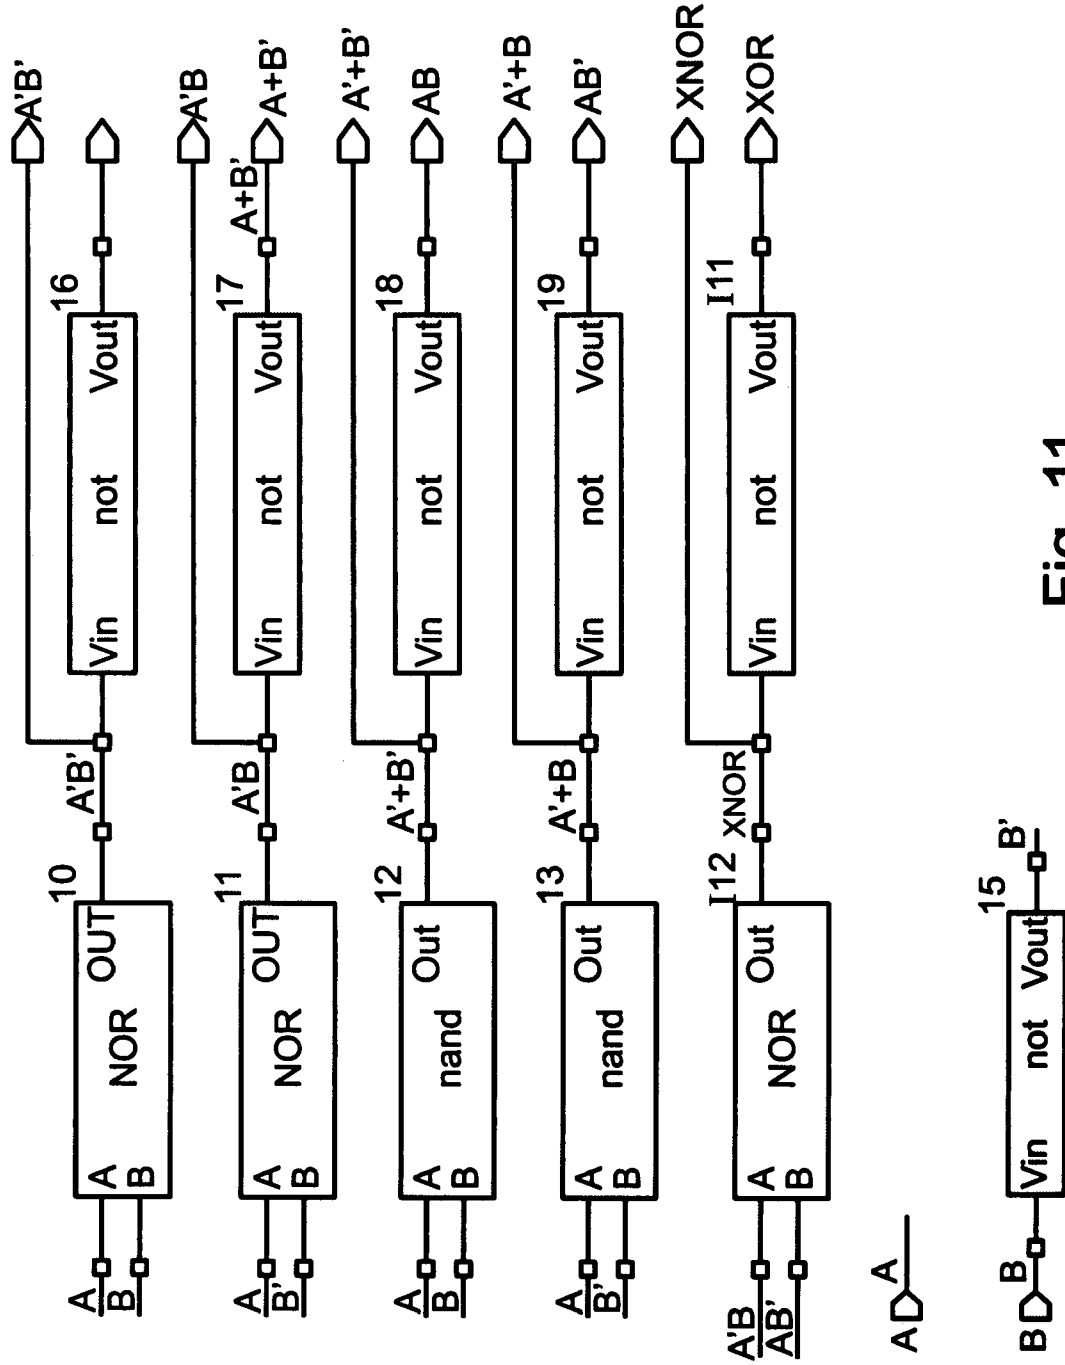 A'B'
16
A B
A B OUT NOR
10
A'B'
Vin not Vout
A'B
17
A B'
A B OUT NOR
11
A'B
Vin not Vout
A+B'
A+B'
A'+B'
18
A B
A B Out nand
12
A'+B'
Vin not Vout
AB
A'+B
19
A B'
A B Out nand
13
A'+B
Vin not Vout
AB'
XNOR
I11
A'B AB'
A B Out NOR
I12
XNOR
Vin not Vout
XOR
A A
B B
Vin not Vout
15
B'
Fig. 11